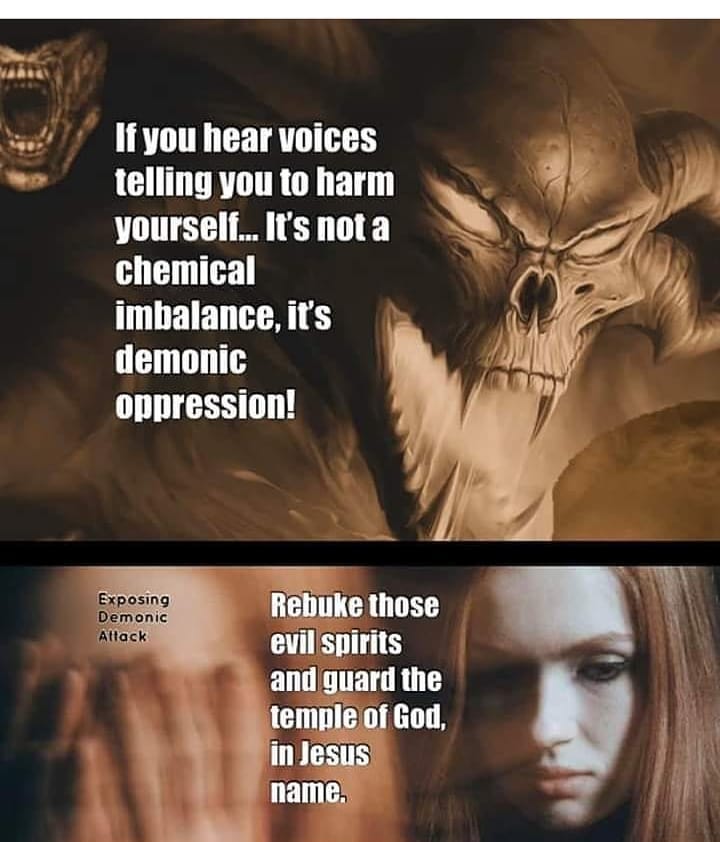 If you hear voices
telling you to harm
yourself... It's not a
chemical
imbalance, it's
demonic
oppression!
Exposing
Demonic
Attack
Rebuke those
evil spirits
and guard the
temple of God,
in Jesus
name.